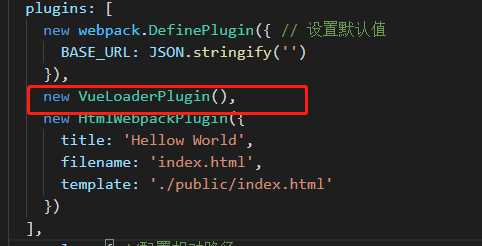 plugins: [
new webpack.DefinePlugin({ // 设置默认值
BASE_URL: JSON.stringify('')
}),
new VueLoaderPlugin(),
new HtmlWebpackPlugin({
title: 'Hellow World',
filename: 'index.html',
template: './public/index.html'
})
],